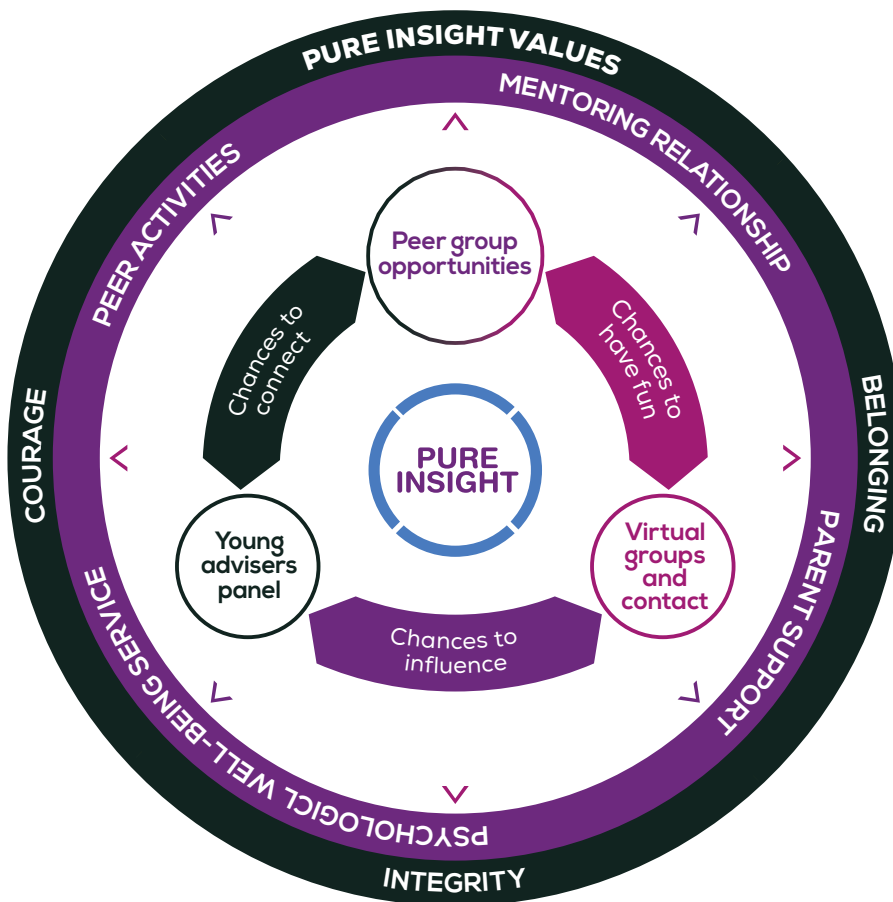 PURE INSIGHT VALUES
MENTORING RELATIONSHIP
PEER ACTIVITIES
Peer group
opportunities
Chances to
connect
Chances to
have fun
COURAGE
BELONGING
PURE
INSIGHT
Young
advisers
panel
Virtual
groups
and
contact
Chances to
influence
PARENT SUPPORT
PSYCHOLOGICL WELL-BEING SERVICE
INTEGRITY